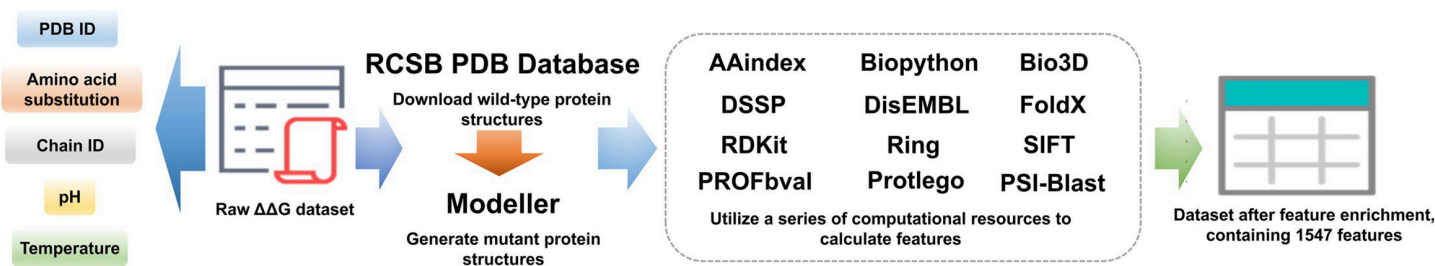 PDB ID
Amino acid
substitution
Chain ID
pH
Temperature
Raw ΔΔG dataset
RCSB PDB Database
Download wild-type protein
structures
Modeller
Generate mutant protein
structures
AAindex Biopython Bio3D
DSSP DisEMBL FoldX
RDKit Ring SIFT
PROFbval Protlego PSI-Blast
Utilize a series of computational resources to
calculate features
Dataset after feature enrichment,
containing 1547 features